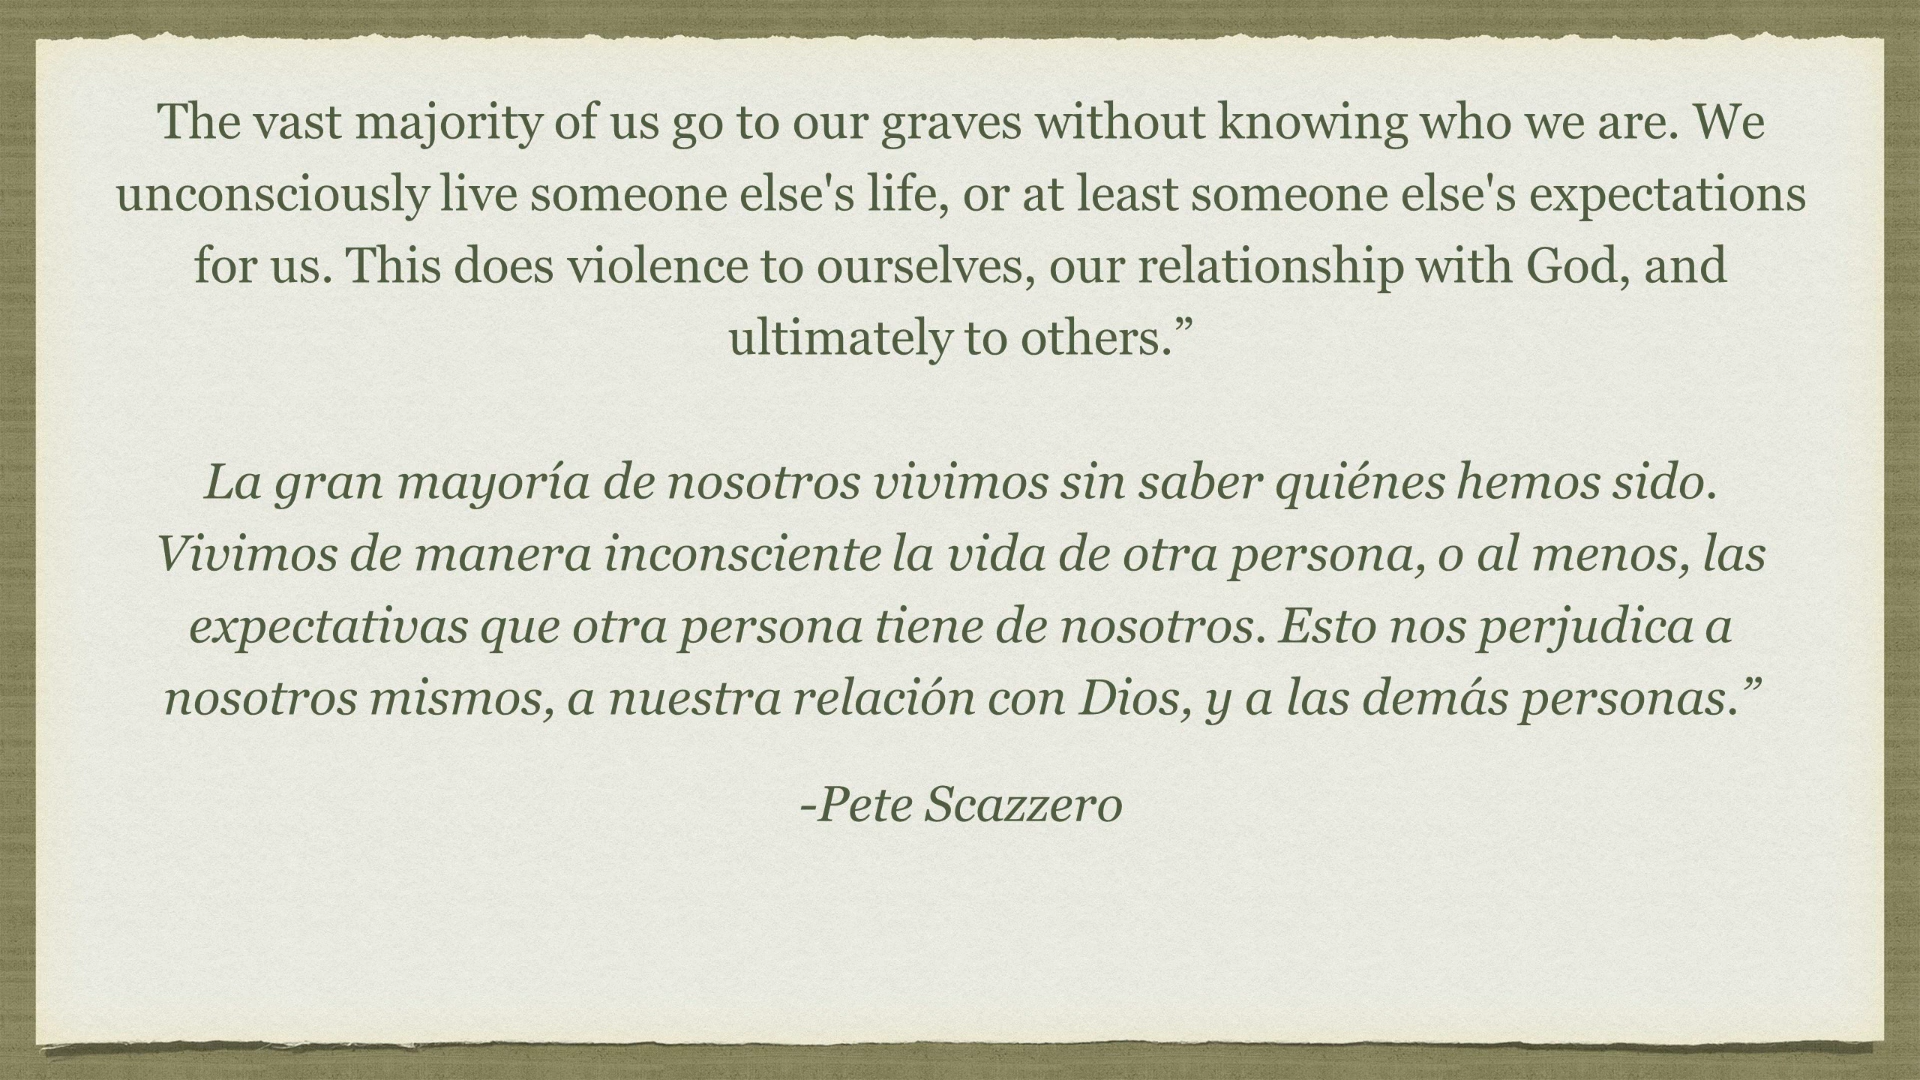 The vast majority of us go to our graves without knowing who we are. We
unconsciously live someone else's life, or at least someone else's expectations
for us. This does violence to ourselves, our relationship with God, and
ultimately to others.”
La gran mayoría de nosotros vivimos sin saber quiénes hemos sido.
Vivimos de manera inconsciente la vida de otra persona, o al menos, las
expectativas que otra persona tiene de nosotros. Esto nos perjudica a
nosotros mismos, a nuestra relación con Dios, y a las demás personas.”
-Pete Scazzero